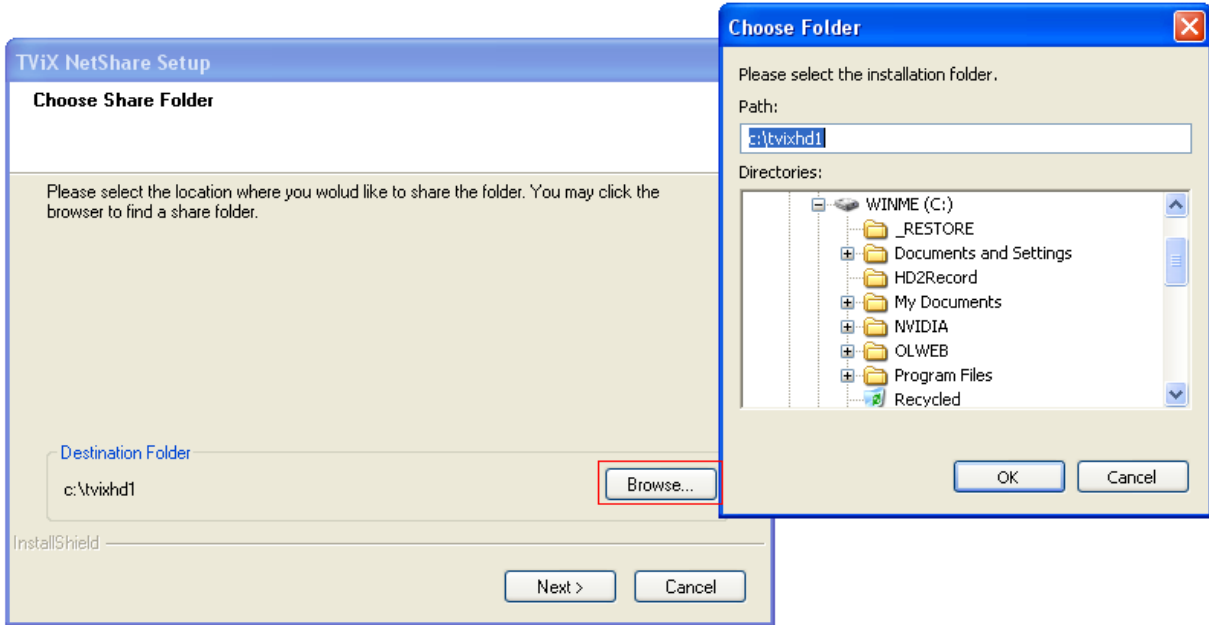 TViX NetShare Setup
Choose Share Folder
Please select the location where you wolud like to share the folder. You may click the
browser to find a share folder.
Destination Folder
c:\tvixhd1
Browse...
InstallShield
Next >
Cancel
Choose Folder
Please select the installation folder.
Path:
c:\tvixhd1
Directories:
WINME (C:)
_RESTORE
Documents and Settings
HD2Record
My Documents
NVIDIA
OLWEB
Program Files
Recycled
OK
Cancel